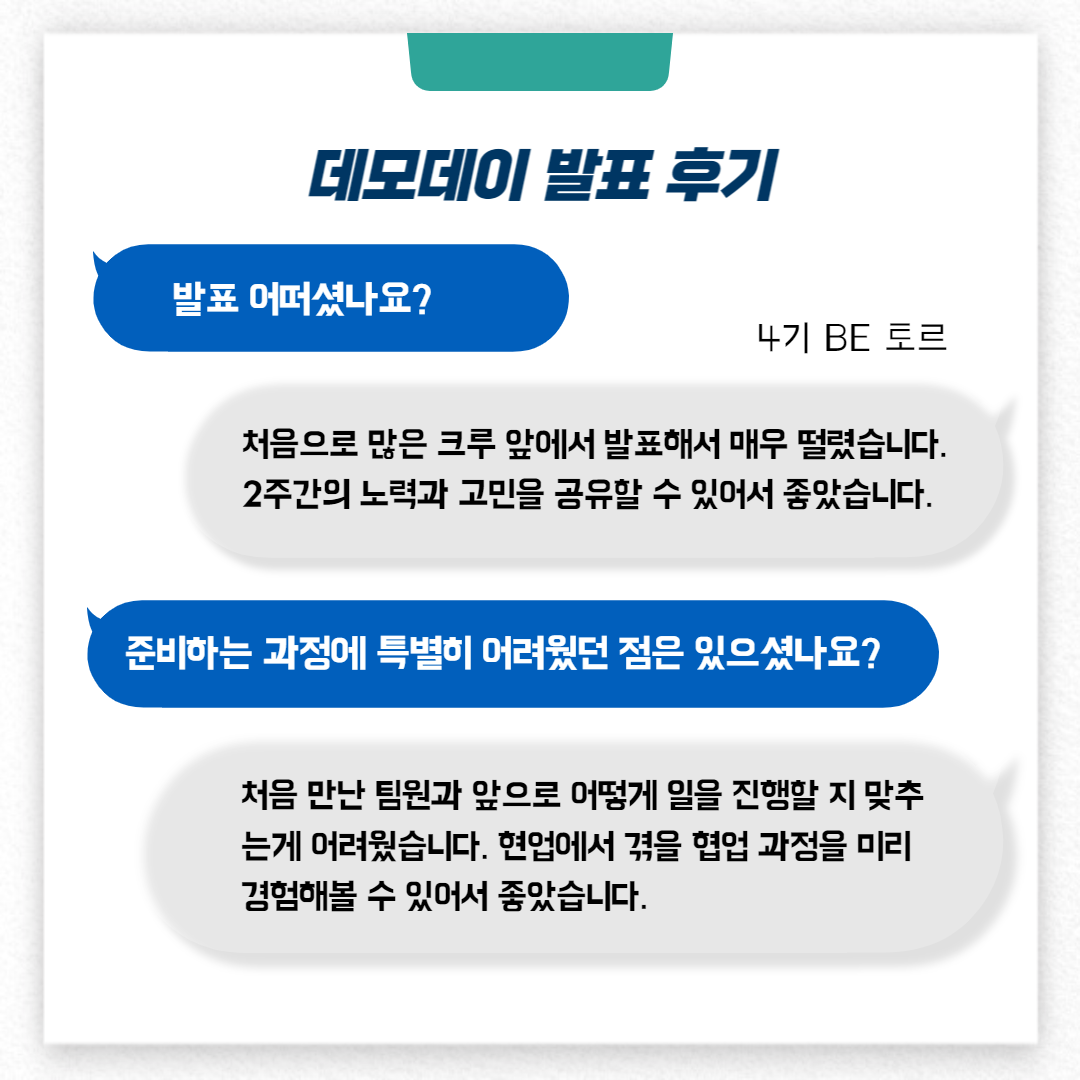 데모데이 발표 후기
발표 어떠셨나요?
4기 BE 토르
처음으로 많은 크루 앞에서 발표해서 매우 떨렸습니다.
2주간의 노력과 고민을 공유할 수 있어서 좋았습니다.
준비하는 과정에 특별히 어려웠던 점은 있으셨나요?
처음 만난 팀원과 앞으로 어떻게 일을 진행할 지 맞추
는게 어려웠습니다. 현업에서 겪을 협업 과정을 미리
경험해볼 수 있어서 좋았습니다.